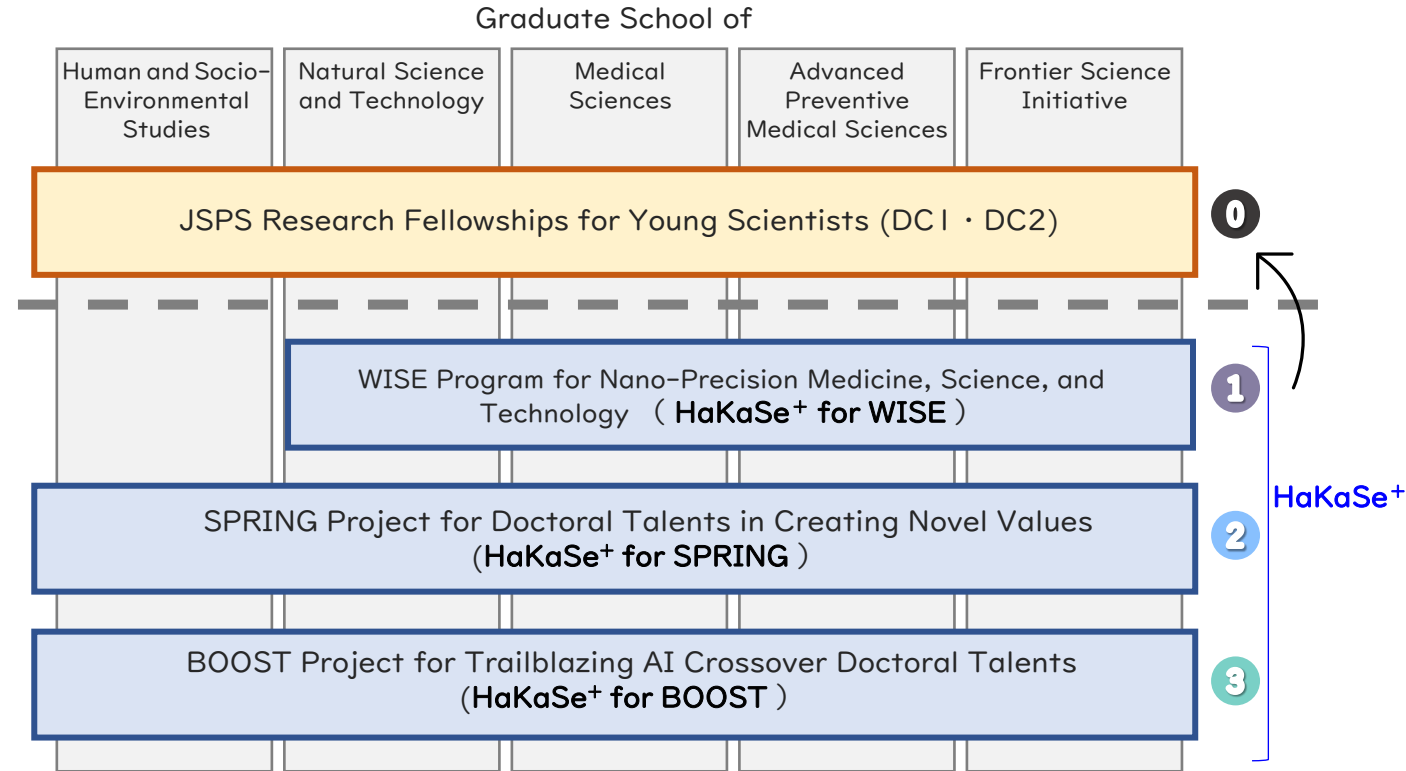 Graduate School of
Human and Socio-
Environmental
Studies
Natural Science
and Technology
Medical
Sciences
Advanced
Preventive
Medical Sciences
Frontier Science
Initiative
JSPS Research Fellowships for Young Scientists (DC1・DC2)
0
WISE Program for Nano-Precision Medicine, Science, and
Technology （ HaKaSe⁺ for WISE ）
1
HaKaSe⁺
SPRING Project for Doctoral Talents in Creating Novel Values
(HaKaSe⁺ for SPRING ）
2
BOOST Project for Trailblazing AI Crossover Doctoral Talents
(HaKaSe⁺ for BOOST ）
3